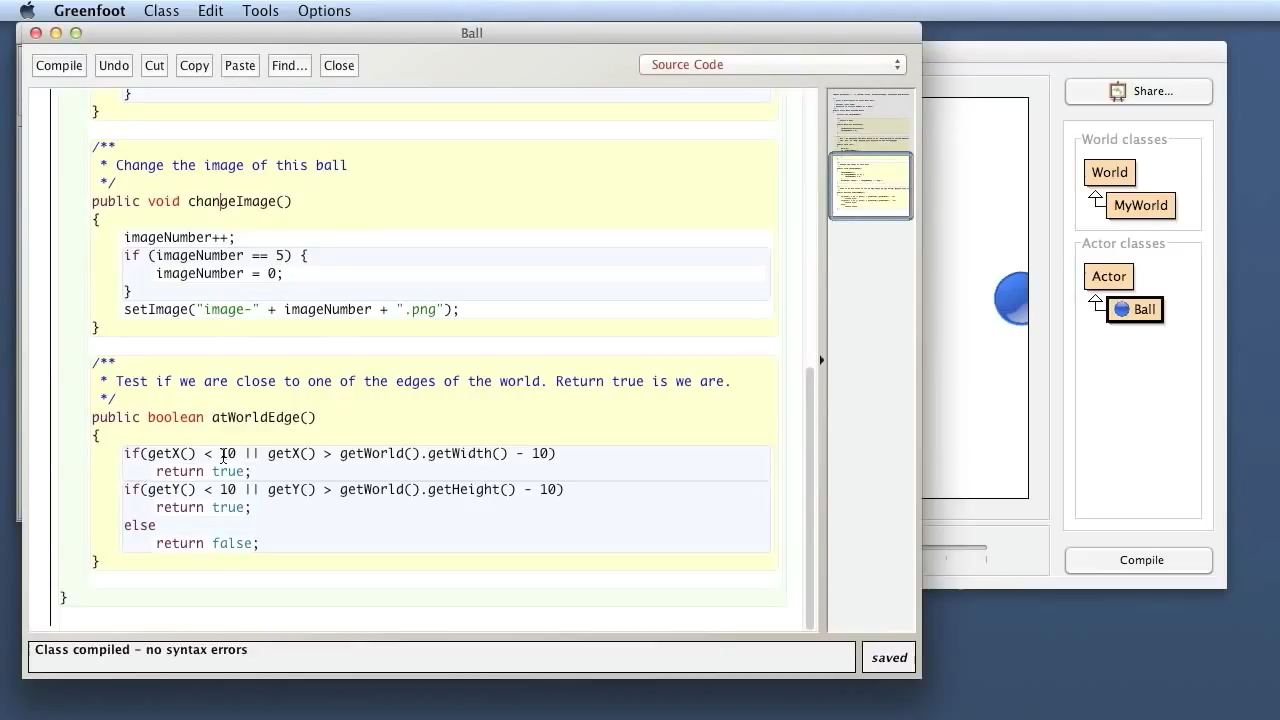 Greenfoot Class Edit Tools Options
Ball
Compile Undo Cut Copy Paste Find... Close Source Code
}
}
/**
* Change the image of this ball
*/
public void changeImage()
{
imageNumber++;
if (imageNumber == 5) {
imageNumber = 0;
}
setImage("image-" + imageNumber + ".png");
}
/**
* Test if we are close to one of the edges of the world. Return true is we are.
*/
public boolean atWorldEdge()
{
if(getX() < 10 || getX() > getWorld().getWidth() - 10)
return true;
if(getY() < 10 || getY() > getWorld().getHeight() - 10)
return true;
else
return false;
}
}
Class compiled - no syntax errors
saved
Share...
World classes
World
MyWorld
Actor classes
Actor
Ball
Compile